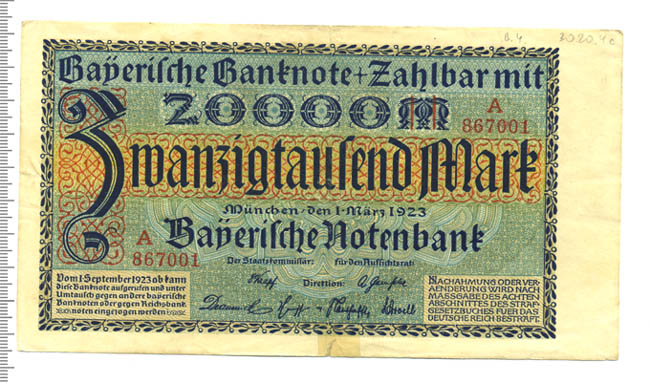 B.4
Bayerische Banknote+Zahlbar mit
20000 M
A
867001
Zwanzigtausend Mark
München·den 1·März 1923
Bayerische Notenbank
A
867001
Der Staatskommissär: für den Aufsichtsrat:
Direktion:
Vom 1·September 1923 ab kann
diese Banknote aufgerufen und unter
Umtausch gegen andere bayerische
Banknoten oder gegen Reichsbank
noten eingezogen werden
NACHAHMUNG ODER VER-
AENDERUNG WIRD NACH
MASSGABE DES ACHTEN
ABSCHNITTES DES STRAF
GESETZBUCHES FUER DAS
DEUTSCHE REICH BESTRAFT.